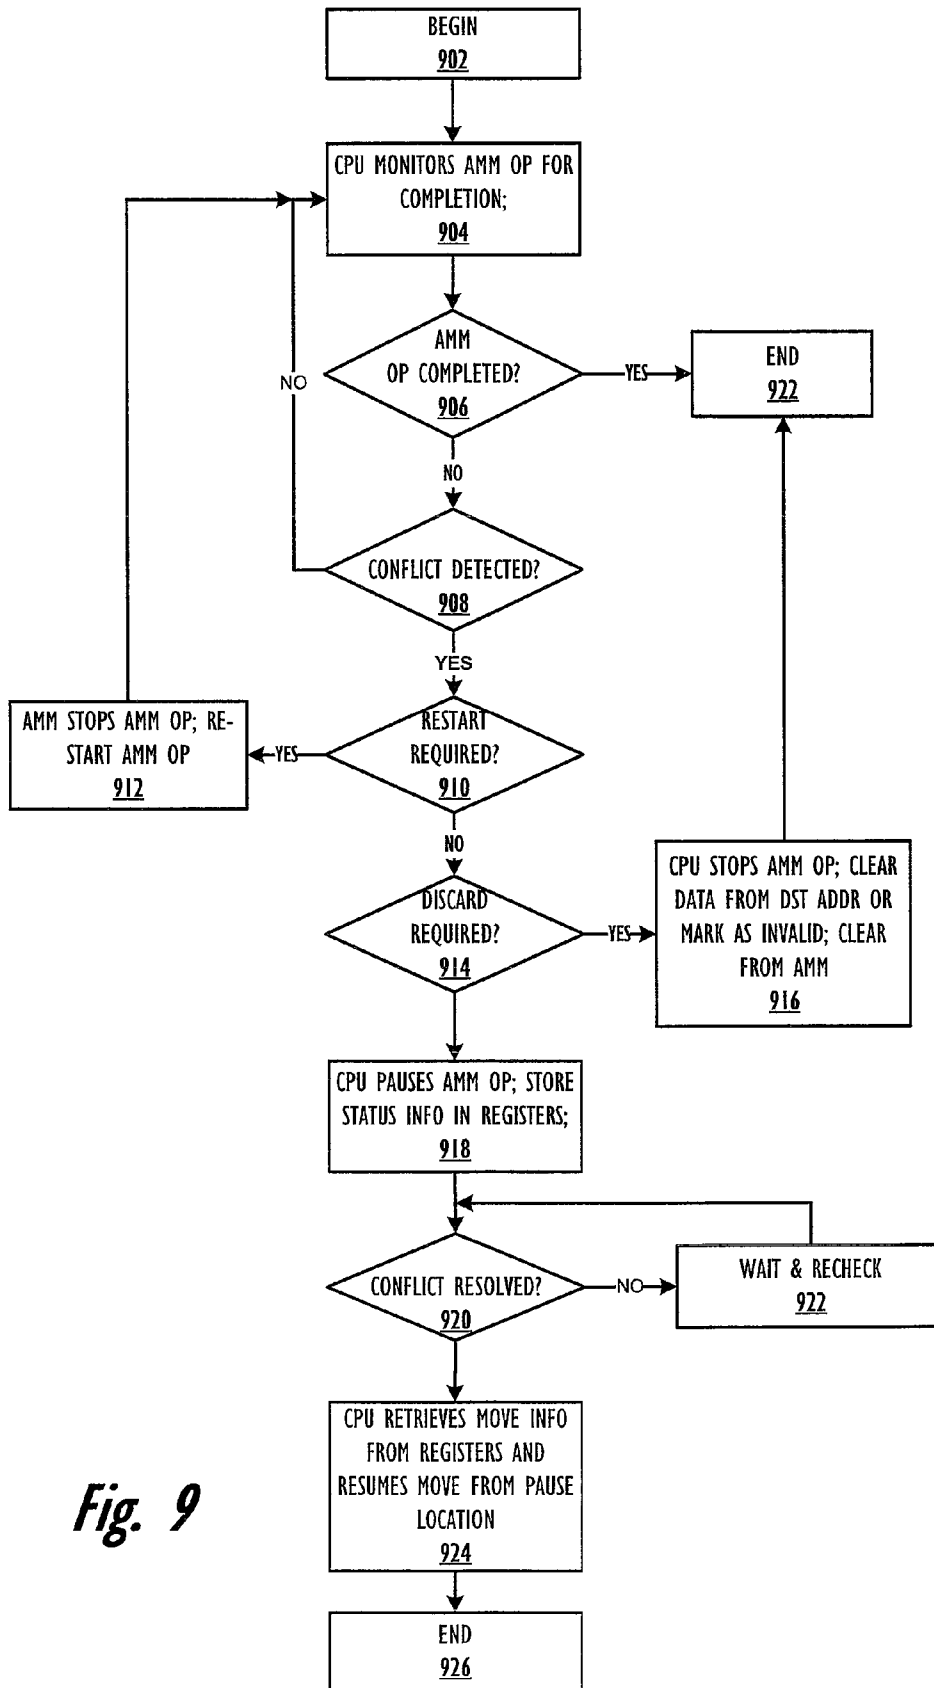 BEGIN
902
CPU MONITORS AMM OP FOR
COMPLETION;
904
AMM
OP COMPLETED?
906
YES
END
922
NO
NO
CONFLICT DETECTED?
908
YES
AMM STOPS AMM OP; RE-
START AMM OP
912
YES
RESTART
REQUIRED?
910
NO
DISCARD
REQUIRED?
914
YES
CPU STOPS AMM OP; CLEAR
DATA FROM DST ADDR OR
MARK AS INVALID; CLEAR
FROM AMM
916
CPU PAUSES AMM OP; STORE
STATUS INFO IN REGISTERS;
918
CONFLICT RESOLVED?
920
NO
WAIT & RECHECK
922
CPU RETRIEVES MOVE INFO
FROM REGISTERS AND
RESUMES MOVE FROM PAUSE
LOCATION
924
END
926
Fig. 9